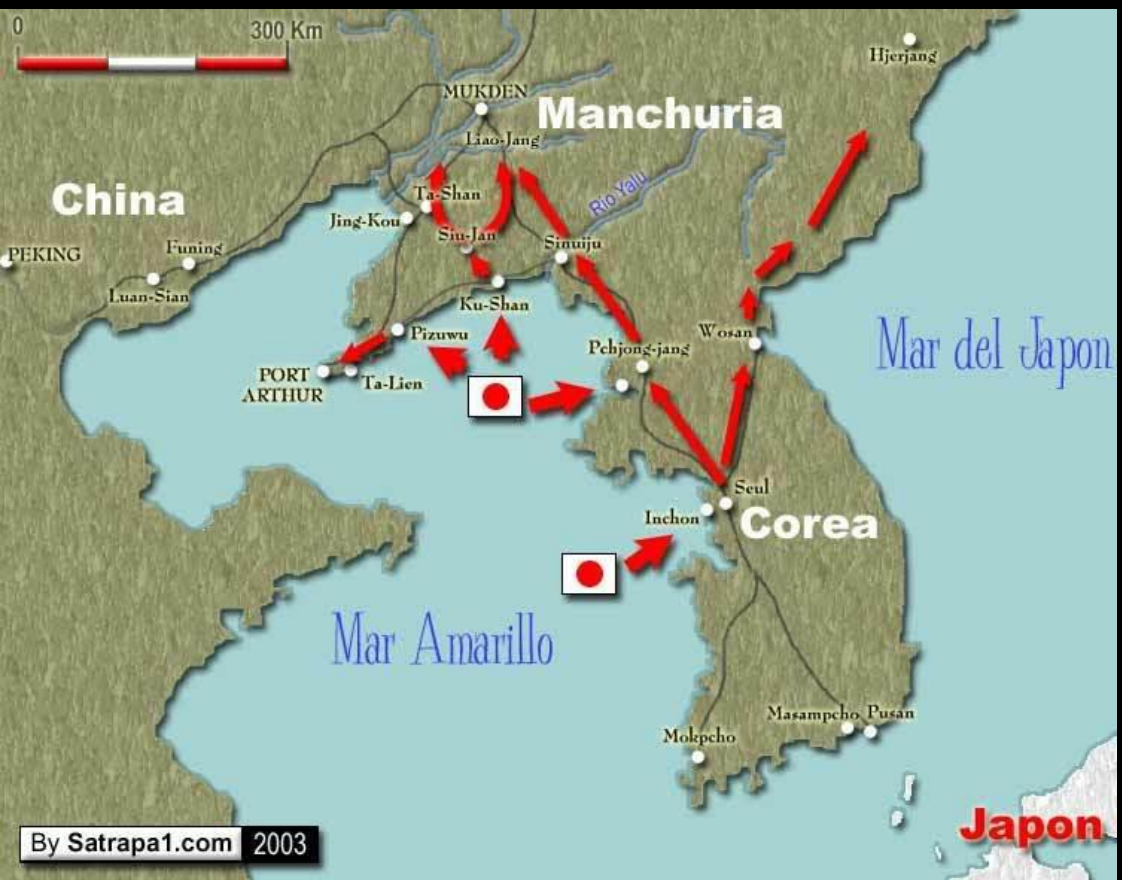 0
300 Km
Hjerjang
MUKDEN
Manchuria
Liao-Jang
China
Ta-Shan
Rio Yalu
Jing-Kou
Siu-Jan
Sinuiju
PEKING
Funing
Luan-Sian
Ku-Shan
Pizuwu
Wosan
Mar del Japon
Pchjong-jang
PORT
ARTHUR
Ta-Lien
Seul
Inchon
Corea
Mar Amarillo
Masampcho
Pusan
Mokpcho
Japon
By Satrapa1.com
2003